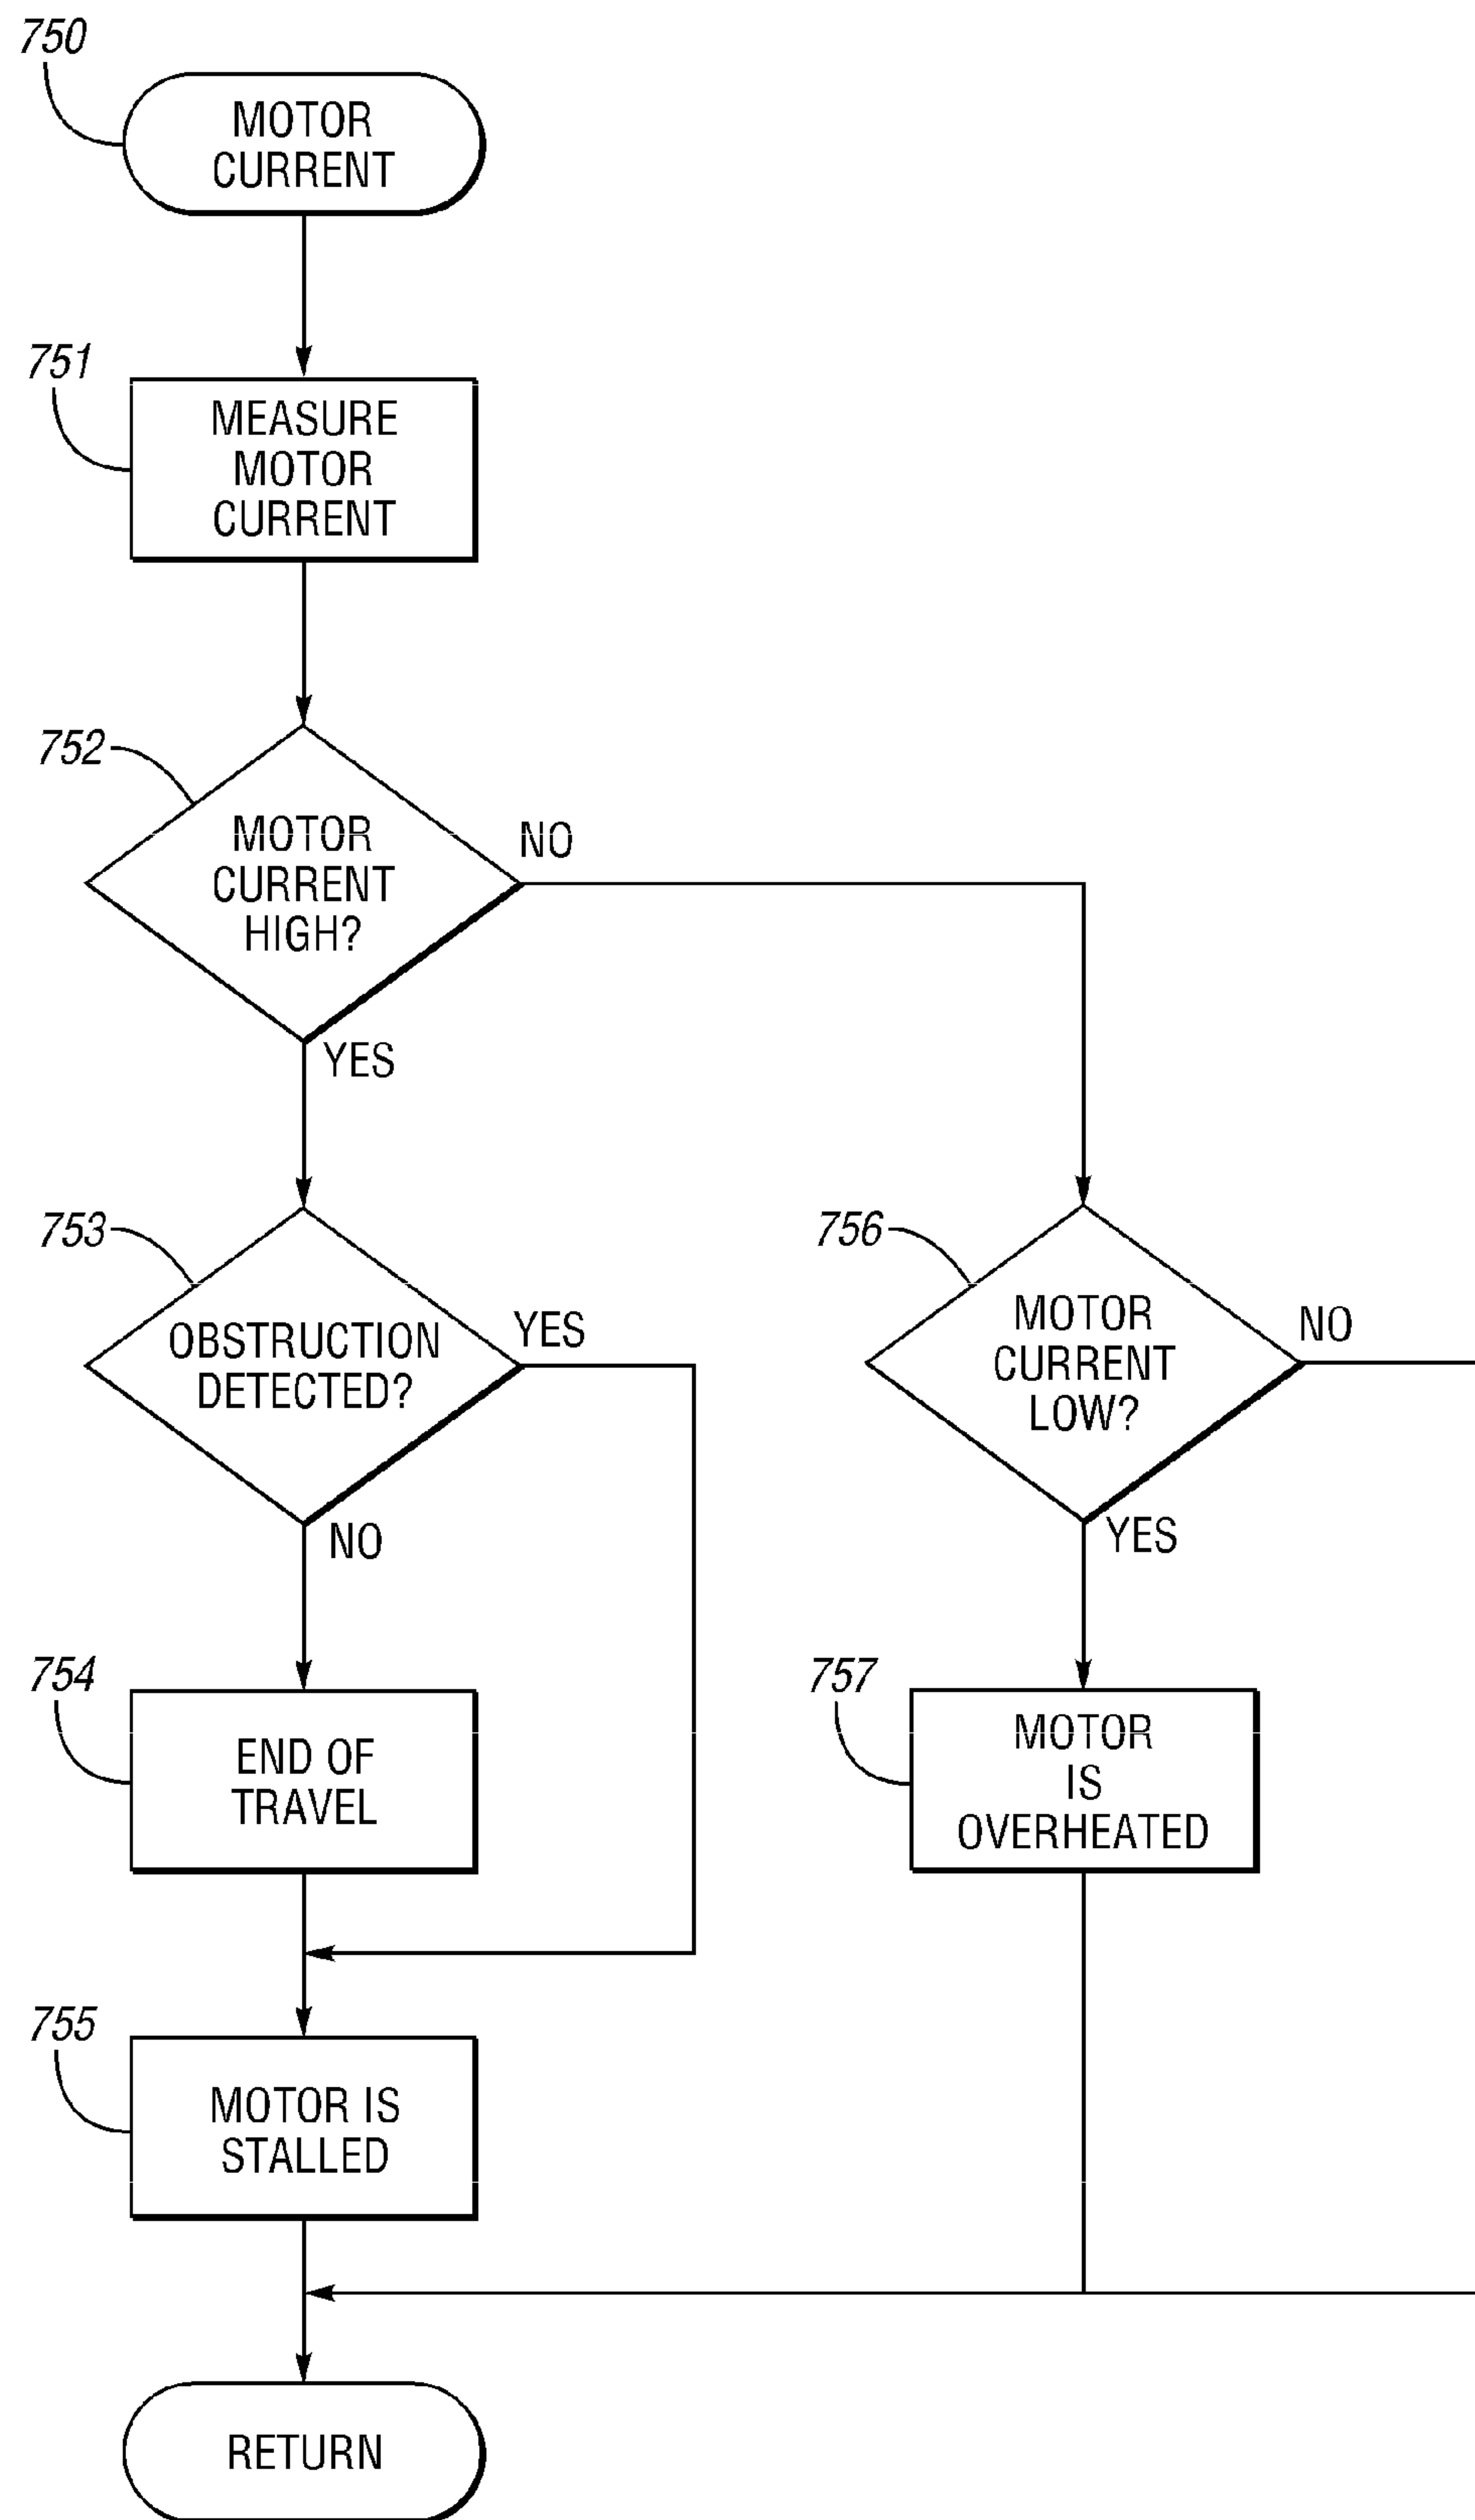 750
MOTOR
CURRENT
751
MEASURE
MOTOR
CURRENT
752
MOTOR
CURRENT
HIGH?
NO
YES
753
OBSTRUCTION
DETECTED?
YES
NO
756
MOTOR
CURRENT
LOW?
NO
YES
754
END OF
TRAVEL
757
MOTOR
IS
OVERHEATED
755
MOTOR IS
STALLED
RETURN